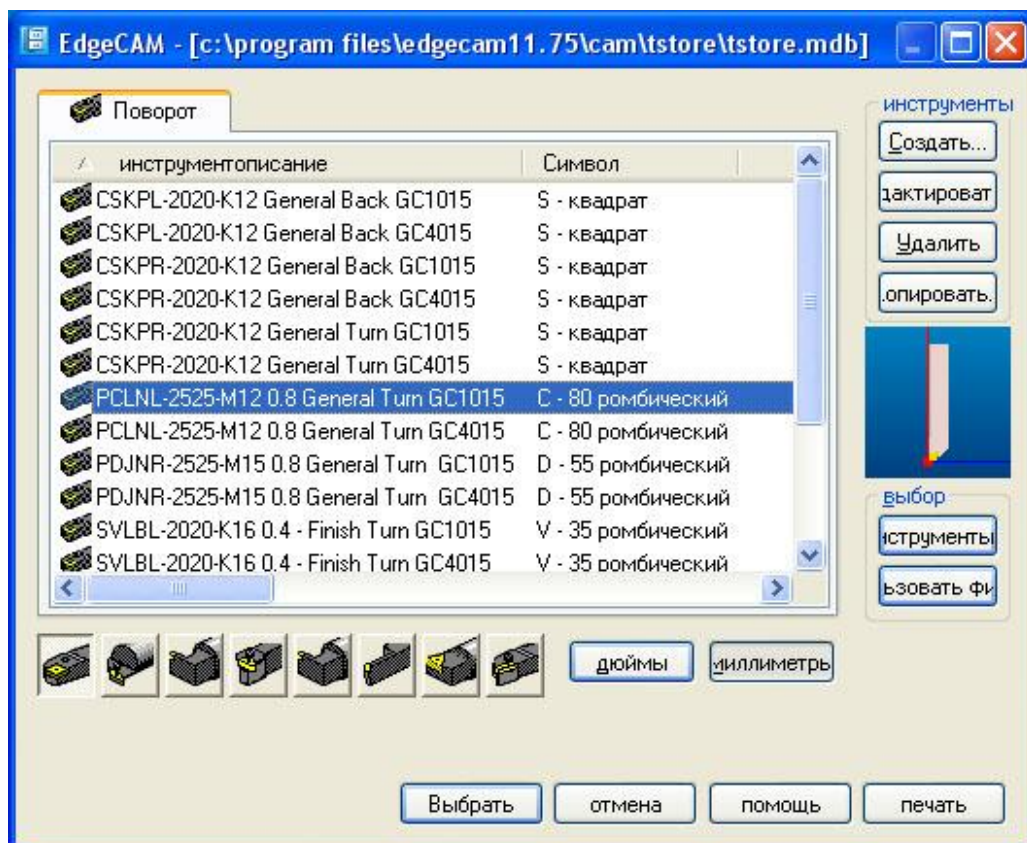 EdgeCAM - [c:\program files\edgecam11.75\cam\tstore\tstore.mdb]
Поворот
инструментописание Символ
CSKPL-2020-K12 General Back GC1015 S - квадрат
CSKPL-2020-K12 General Back GC4015 S - квадрат
CSKPR-2020-K12 General Back GC1015 S - квадрат
CSKPR-2020-K12 General Back GC4015 S - квадрат
CSKPR-2020-K12 General Turn GC1015 S - квадрат
CSKPR-2020-K12 General Turn GC4015 S - квадрат
PCLNL-2525-M12 0.8 General Turn GC1015 C - 80 ромбический
PCLNL-2525-M12 0.8 General Turn GC4015 C - 80 ромбический
PDJNR-2525-M15 0.8 General Turn GC1015 D - 55 ромбический
PDJNR-2525-M15 0.8 General Turn GC4015 D - 55 ромбический
SVLBL-2020-K16 0.4 - Finish Turn GC1015 V - 35 ромбический
SVLBL-2020-K16 0.4 - Finish Turn GC4015 V - 35 ромбический
инструменты
Создать...
дактироват
Удалить
.опировать.
выбор
нструменты
ьзовать фи
дюймы
миллиметры
Выбрать
отмена
помощь
печать